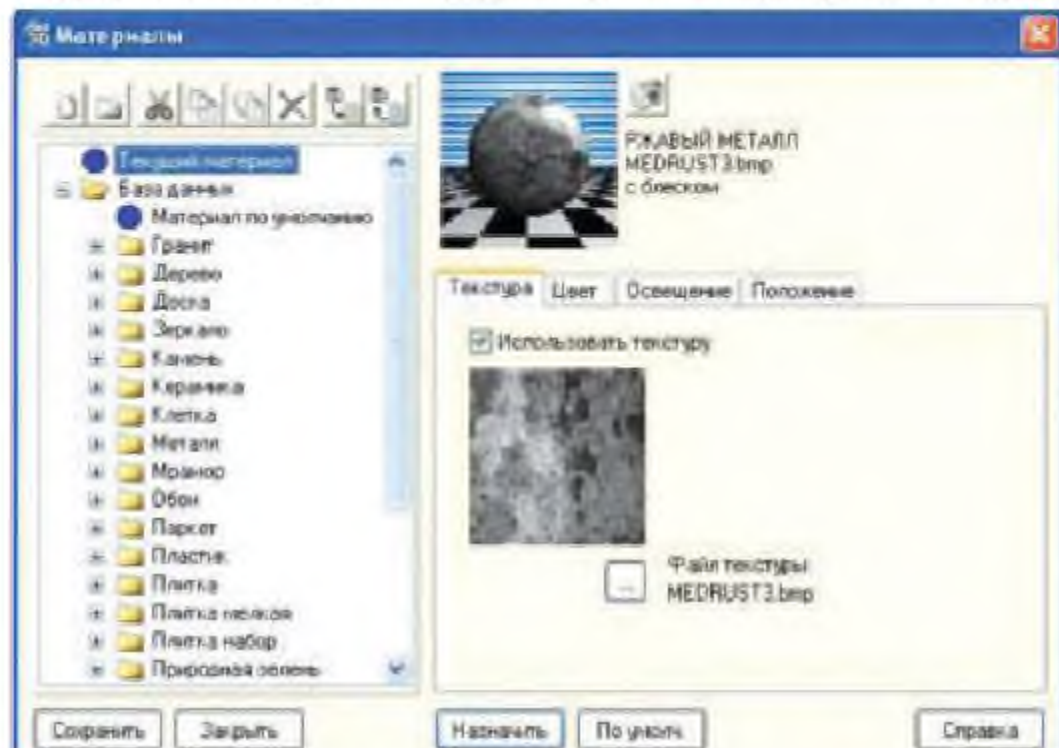 Материалы
РЖАВЫЙ МЕТАЛЛ
MEDRUST3.bmp
с блеском
Текущий материал
База данных
Материал по умолчанию
Гранит
Дерево
Доска
Зеркало
Камень
Керамика
Клетка
Металл
Мрамор
Обои
Паркет
Пластик
Плитка
Плитка мелкая
Плитка набор
Природная зелень
Текстура Цвет Освещение Положение
Использовать текстуру
...
Файл текстуры
MEDRUST3.bmp
Сохранить Закрыть Назначить По умолч. Справка